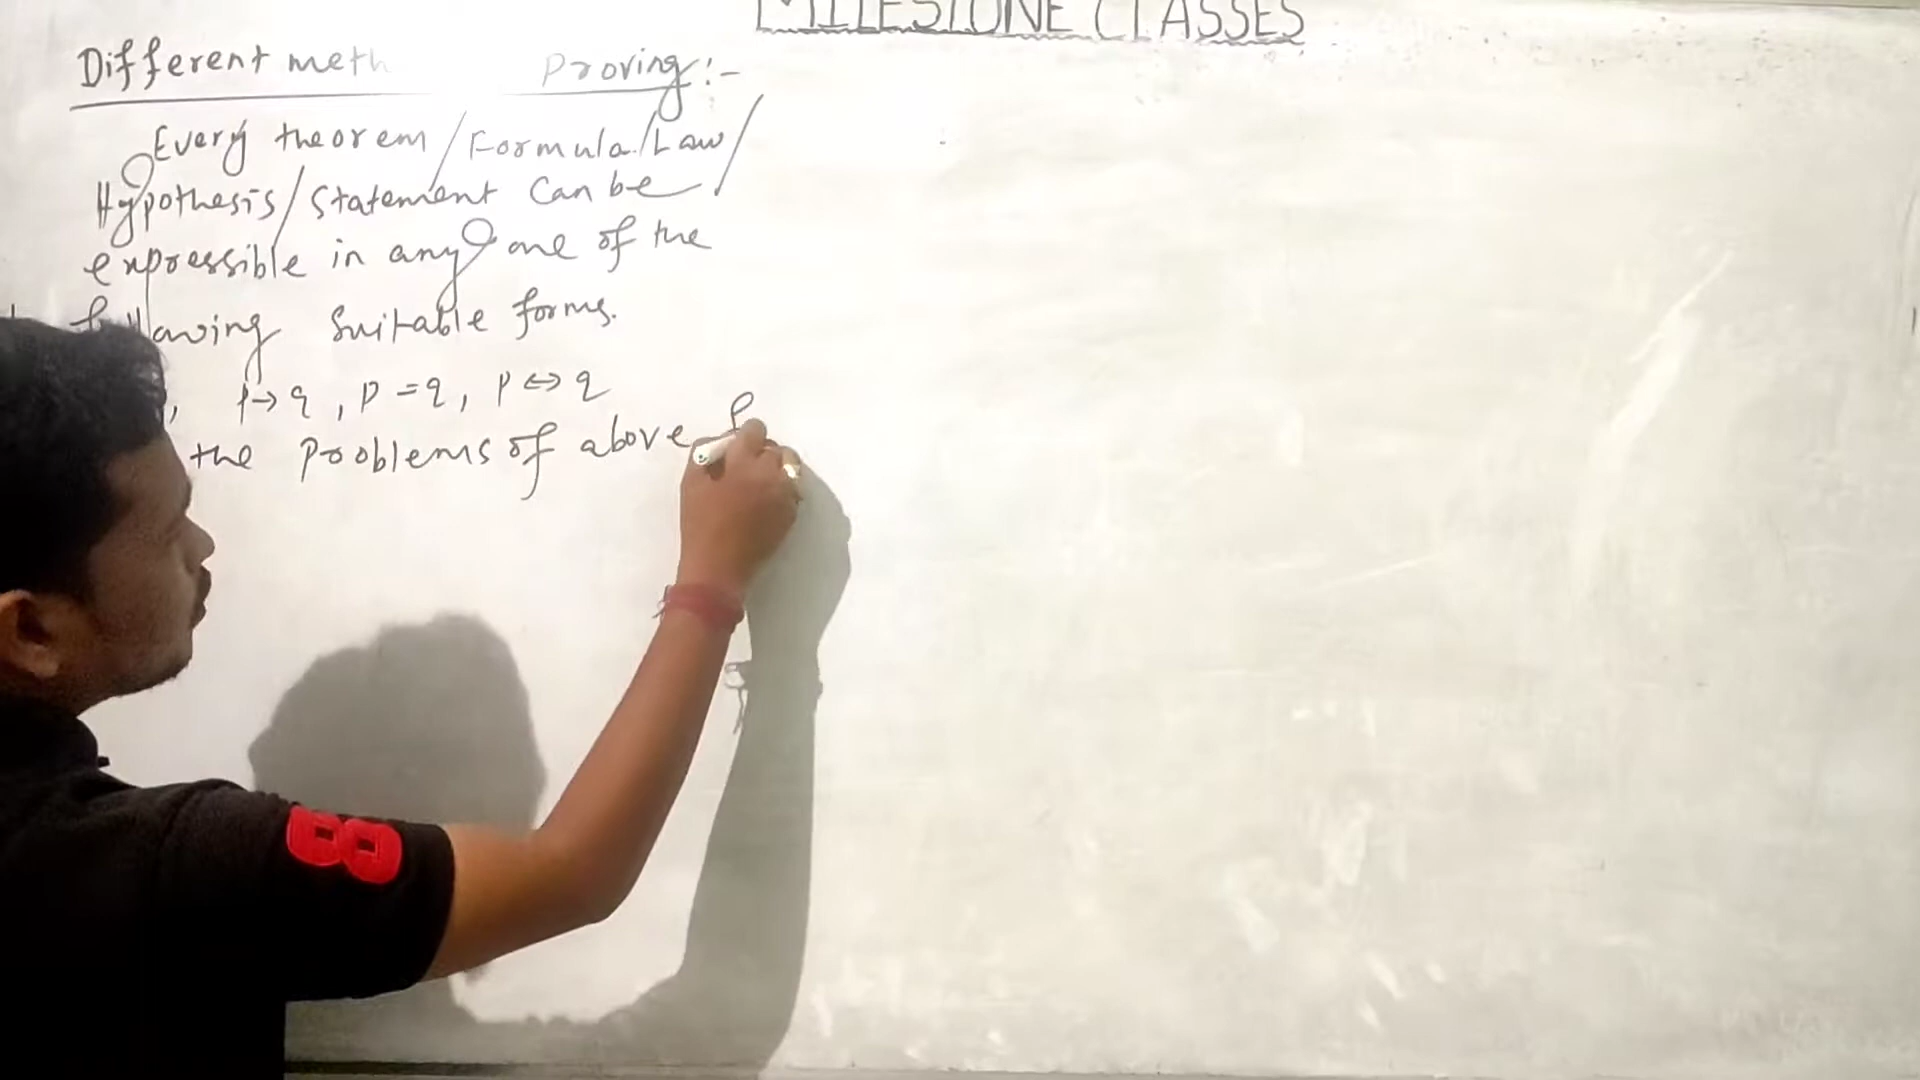 MILESTONE CLASSES
Different meth Proving:-
Every theorem/Formula/Law/
Hypothesis/Statement Can be
expressible in any one of the
following Suitable forms.
, p→q, p=q, p⇔q
the Problems of above